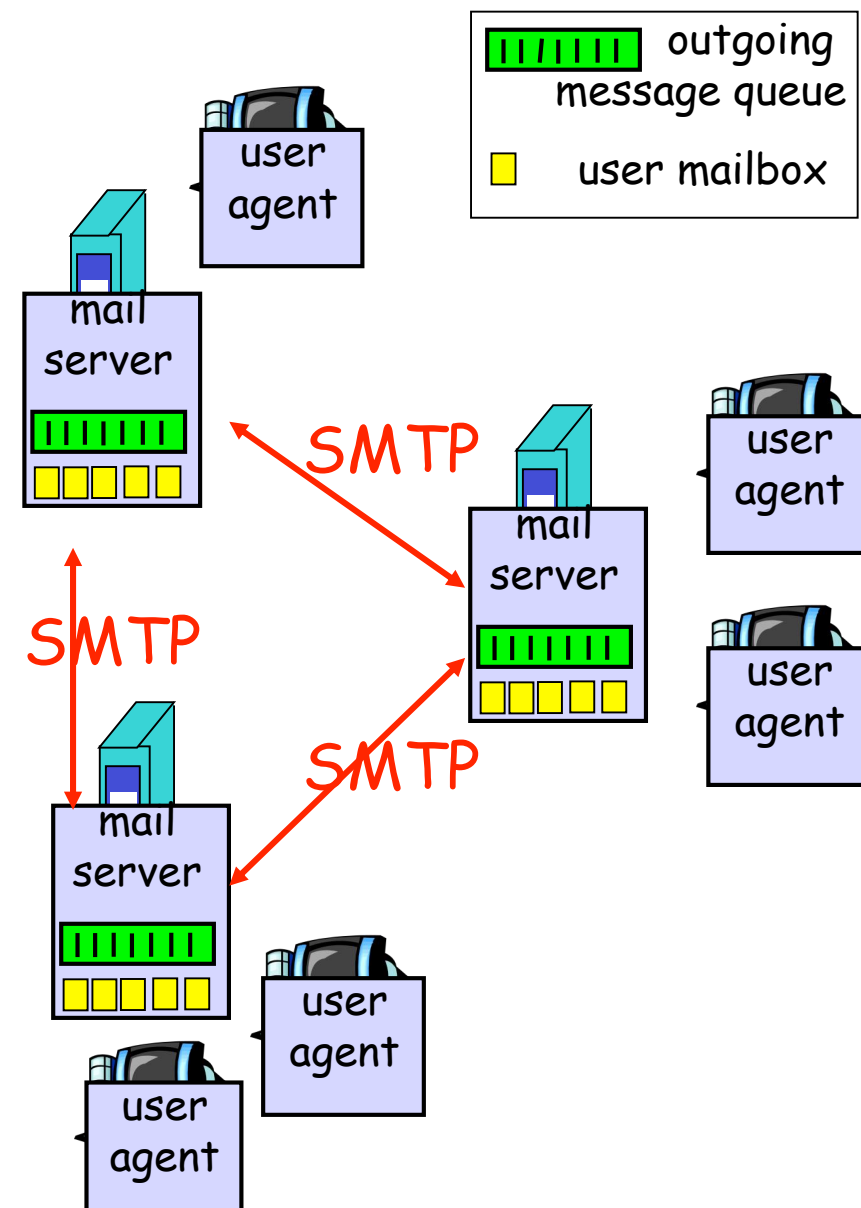 outgoing
message queue
user mailbox
user
agent
mail
server
SMTP
user
agent
mail
server
SMTP
user
agent
SMTP
mail
server
user
agent
user
agent